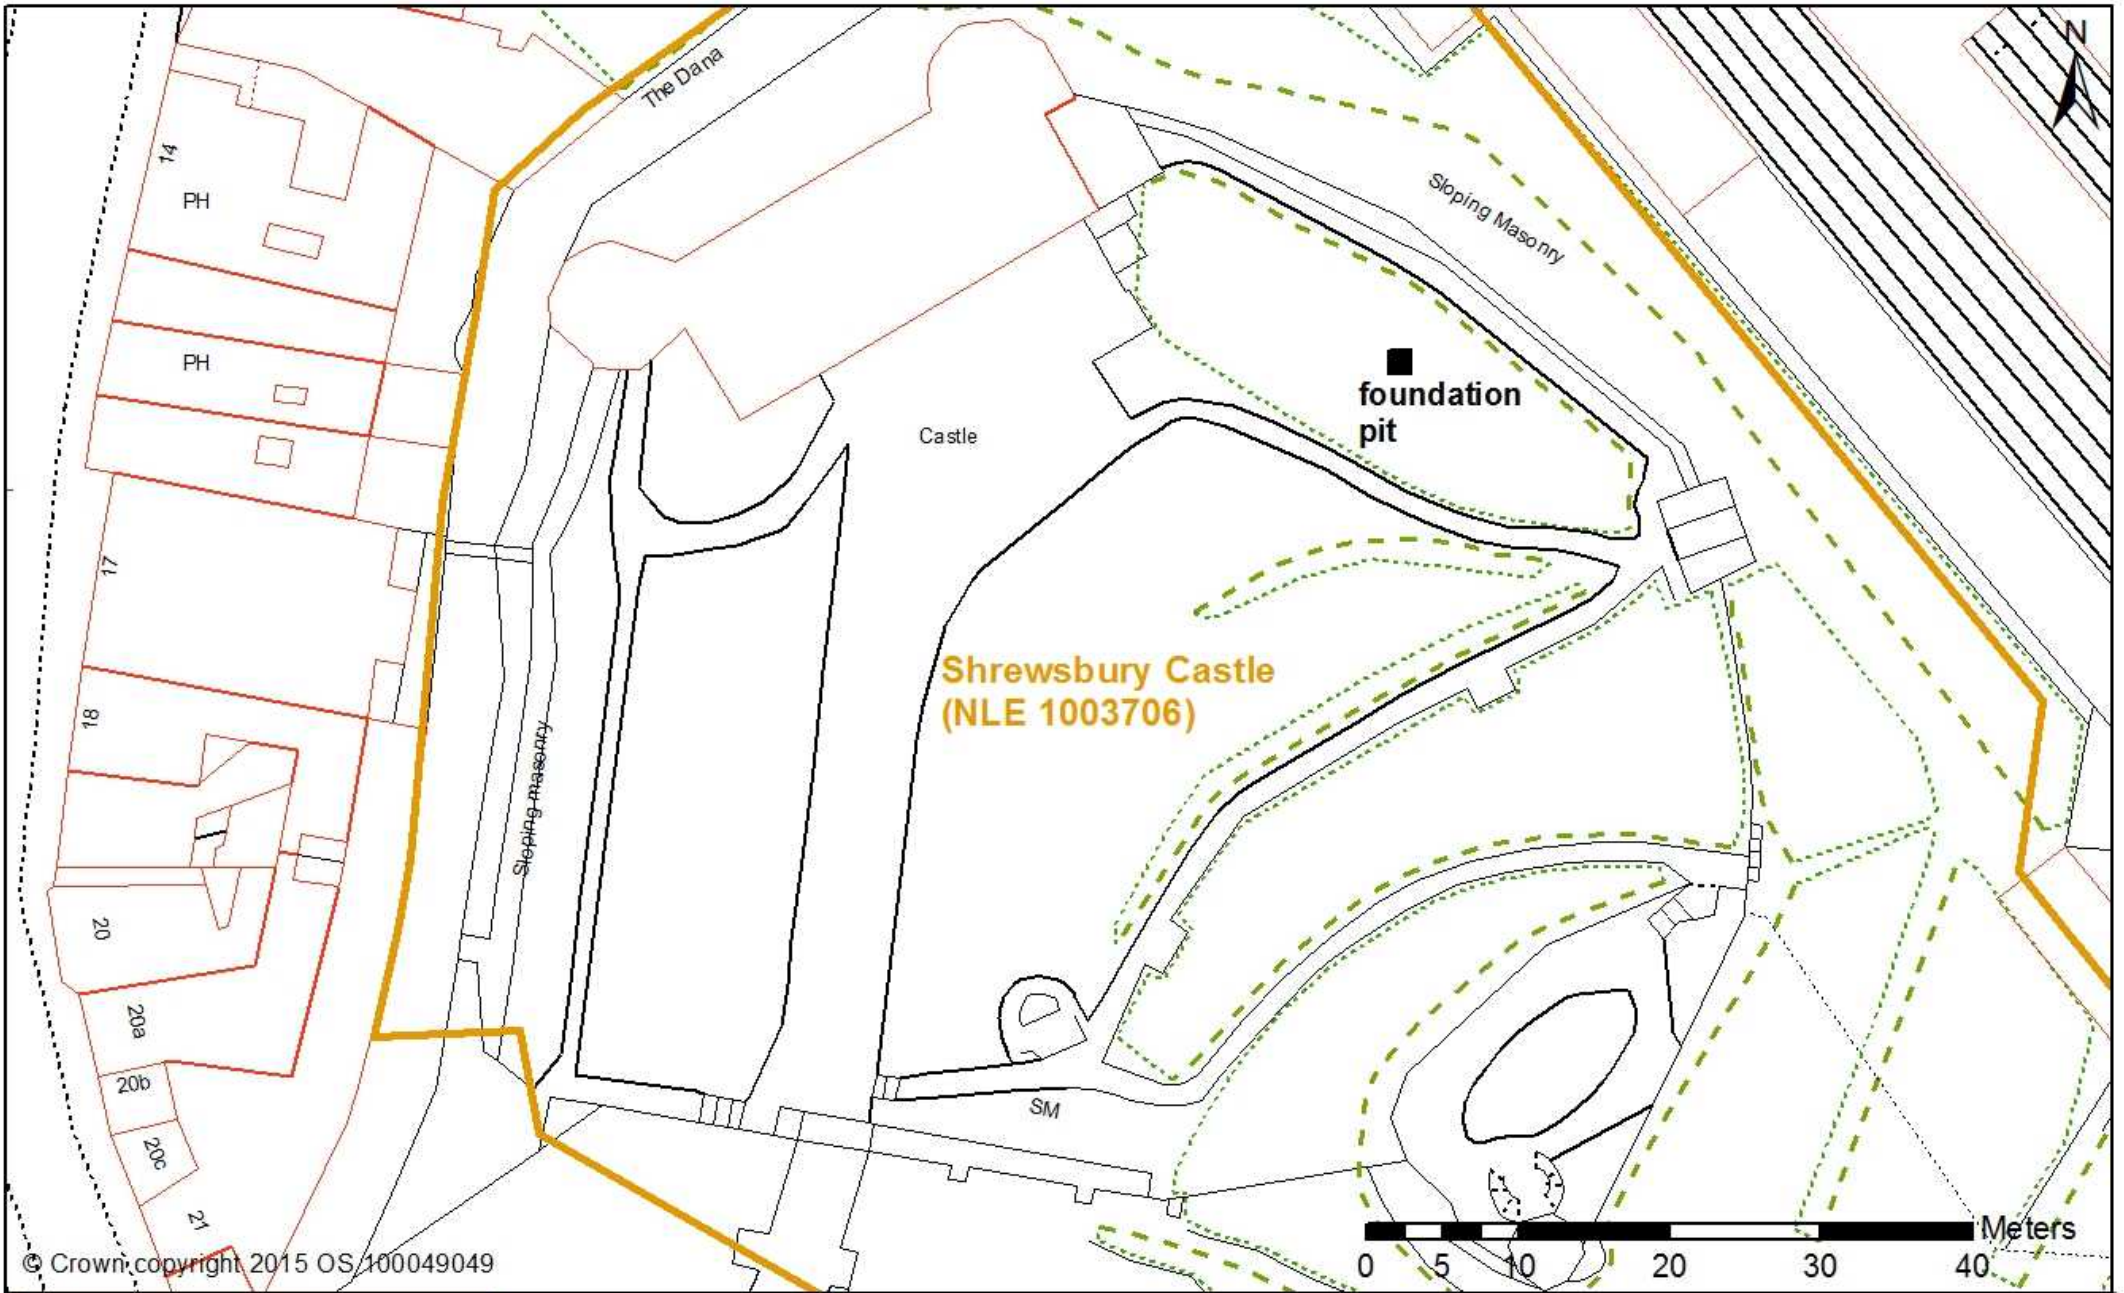 The Dana
N
14
PH
Sloping Masonry
PH
foundation
pit
Castle
17
Shrewsbury Castle
(NLE 1003706)
18
Sloping masonry
20
20a
20b
SM
20c
21
Meters
© Crown copyright 2015 OS 100049049
0 5 10 20 30 40